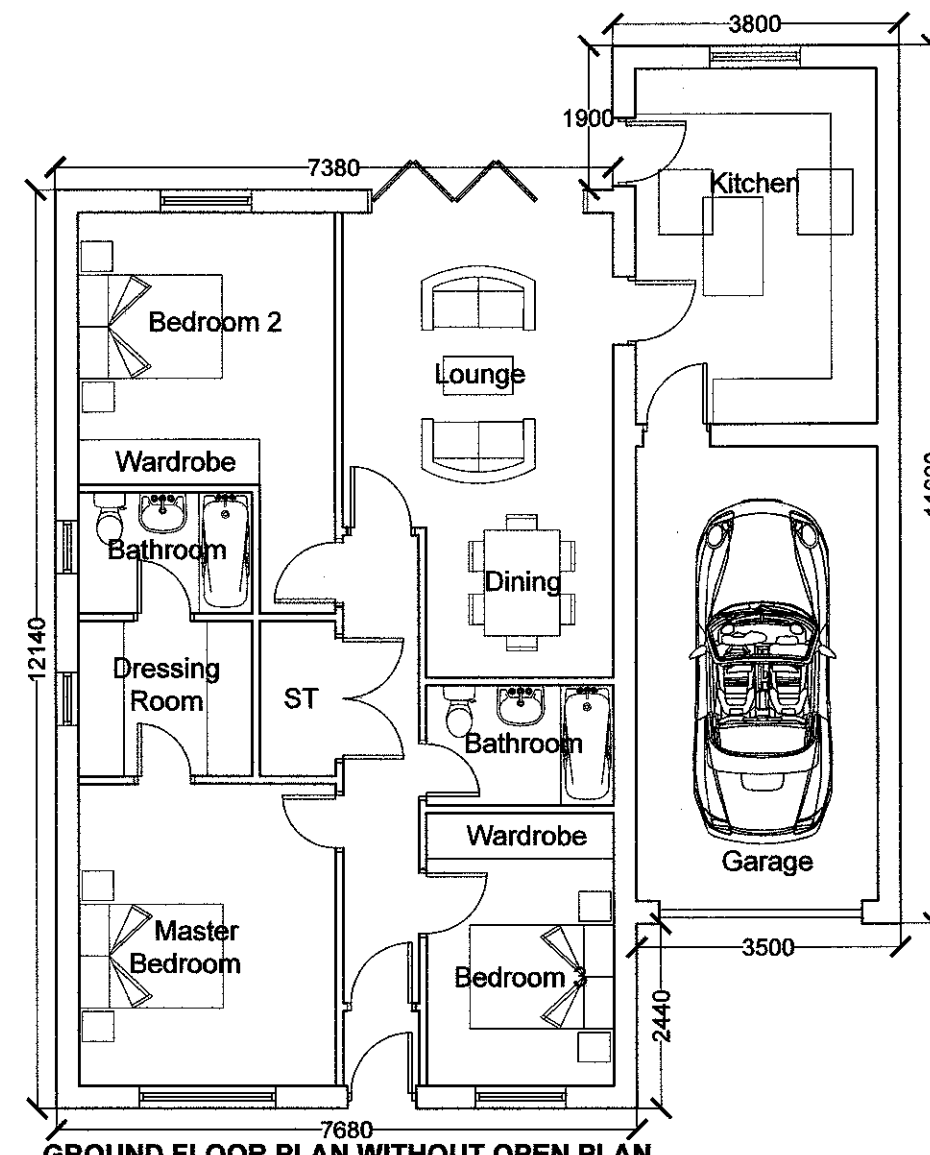 3800
1900
7380
Kitchen
Bedroom 2
Lounge
Wardrobe
Bathroom
Dining
12140
Dressing
Room
ST
Bathroom
Wardrobe
Garage
Master
Bedroom
Bedroom
3500
2440
7680
GROUND FLOOR PLAN WITHOUT OPEN PLAN